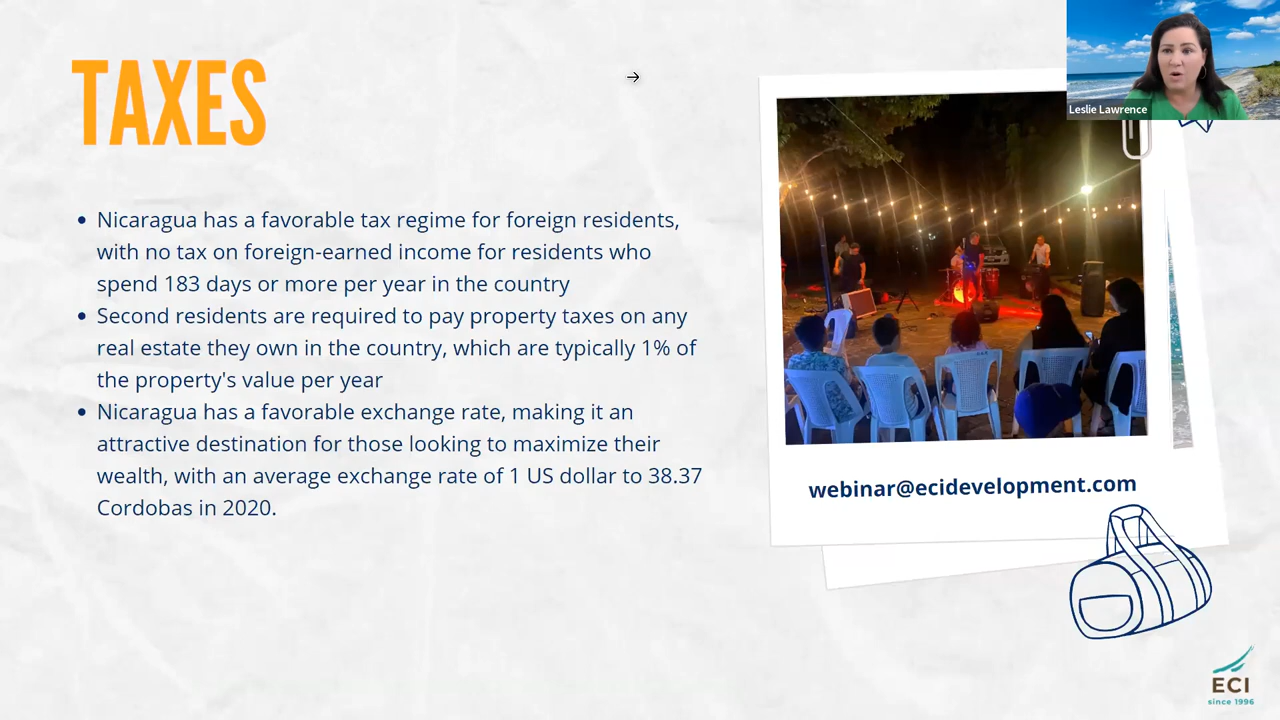 TAXES
Leslie Lawrence
Nicaragua has a favorable tax regime for foreign residents,
with no tax on foreign-earned income for residents who
spend 183 days or more per year in the country
Second residents are required to pay property taxes on any
real estate they own in the country, which are typically 1% of
the property's value per year
Nicaragua has a favorable exchange rate, making it an
attractive destination for those looking to maximize their
wealth, with an average exchange rate of 1 US dollar to 38.37
Cordobas in 2020.
webinar@ecidevelopment.com
ECI
since 1996